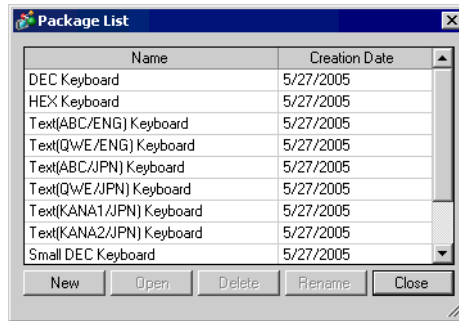 Package List
Name Creation Date
DEC Keyboard 5/27/2005
HEX Keyboard 5/27/2005
Text(ABC/ENG) Keyboard 5/27/2005
Text(QWE/ENG) Keyboard 5/27/2005
Text(ABC/JPN) Keyboard 5/27/2005
Text(QWE/JPN) Keyboard 5/27/2005
Text(KANA1/JPN) Keyboard 5/27/2005
Text(KANA2/JPN) Keyboard 5/27/2005
Small DEC Keyboard 5/27/2005
New Open Delete Rename Close